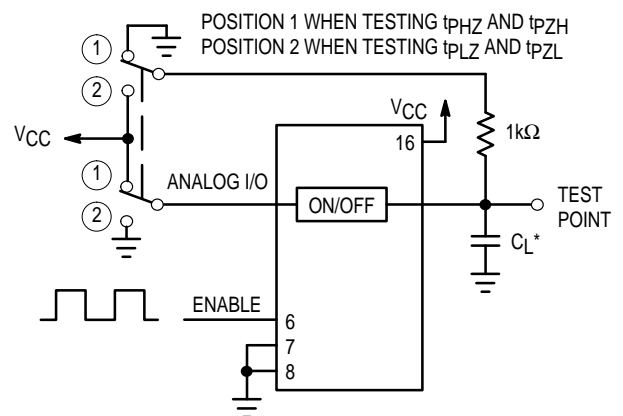 POSITION 1 WHEN TESTING tPHZ AND tPZH
POSITION 2 WHEN TESTING tPLZ AND tPZL
1
2
VCC
1
2
ANALOG I/O
ON/OFF
VCC
16
1kΩ
TEST
POINT
CL*
ENABLE
6
7
8